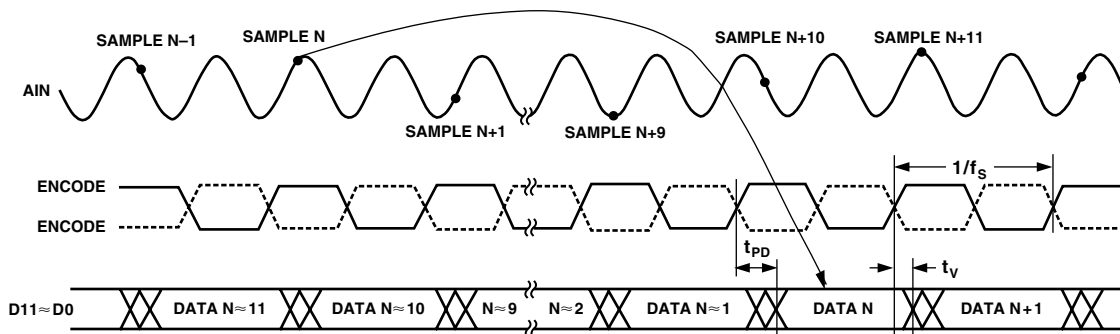 SAMPLE N–1
SAMPLE N
SAMPLE N+10
SAMPLE N+11
AIN
SAMPLE N+1
SAMPLE N+9
ENCODE
1/fS
ENCODE
tPD
tV
D11≈D0
DATA N≈11
DATA N≈10
N≈9
N≈2
DATA N≈1
DATA N
DATA N+1